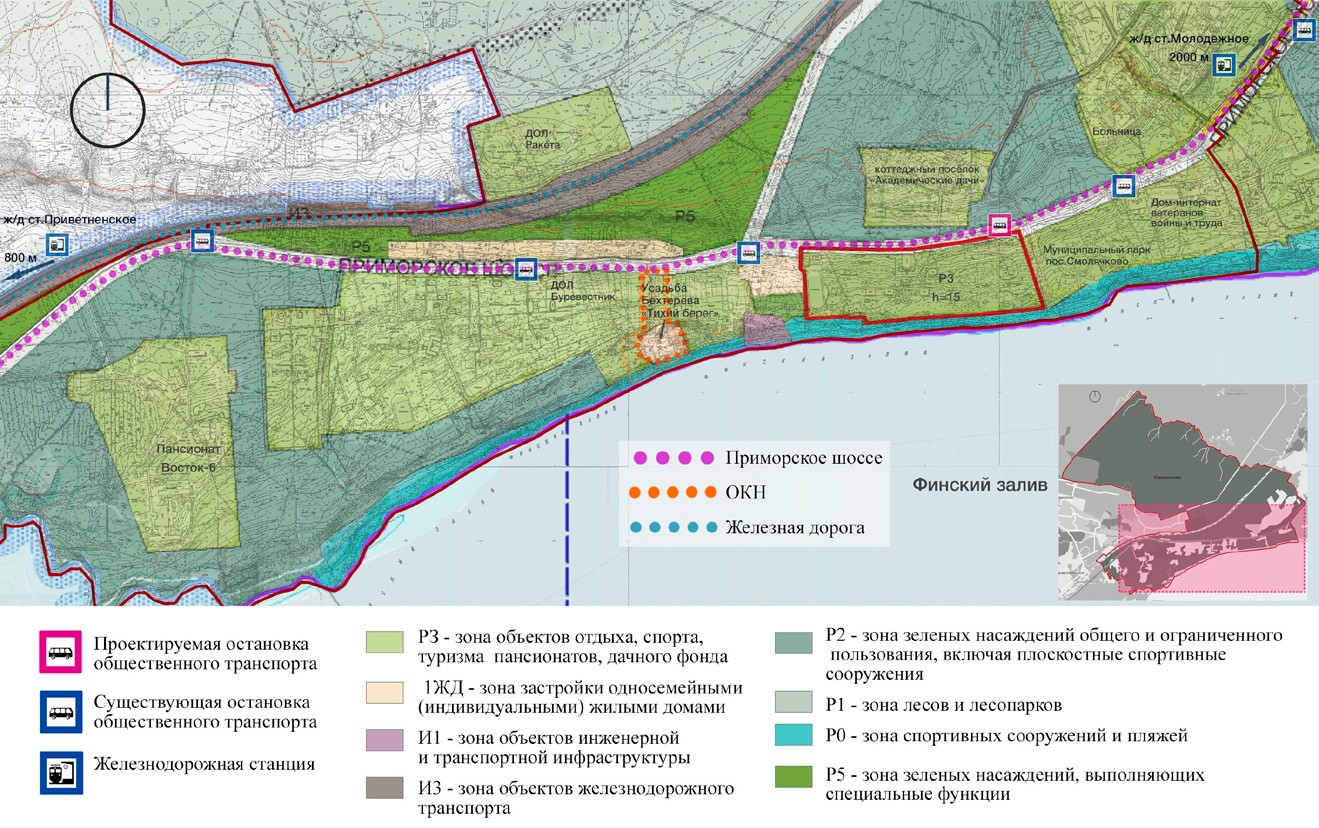 ж/д ст.Молодежное
2000 м
ПРИМОРСКО
ДОЛ
Ракета
Больница
коттеджный поселок
«Академические дачи»
Дом-интернат
ветеранов
войны и труда
ж/д ст.Приветненское
800 м
И3
Р5
Р5
ПРИМОРСКОЕ
Муниципальный парк
пос.Смолячково
Р3
h=15
ДОЛ
Буревестник
Усадьба
Бехтерева
«Тихий берег»
Пансионат
Восток-6
Приморское шоссе
ОКН
Железная дорога
Финский залив
Смолячково
Проектируемая остановка
общественного транспорта
Существующая остановка
общественного транспорта
Железнодорожная станция
Р3 - зона объектов отдыха, спорта,
туризма пансионатов, дачного фонда
1ЖД - зона застройки односемейными
(индивидуальными) жилыми домами
И1 - зона объектов инженерной
и транспортной инфраструктуры
И3 - зона объектов железнодорожного
транспорта
Р2 - зона зеленых насаждений общего и ограниченного
пользования, включая плоскостные спортивные
сооружения
Р1 - зона лесов и лесопарков
Р0 - зона спортивных сооружений и пляжей
Р5 - зона зеленых насаждений, выполняющих
специальные функции